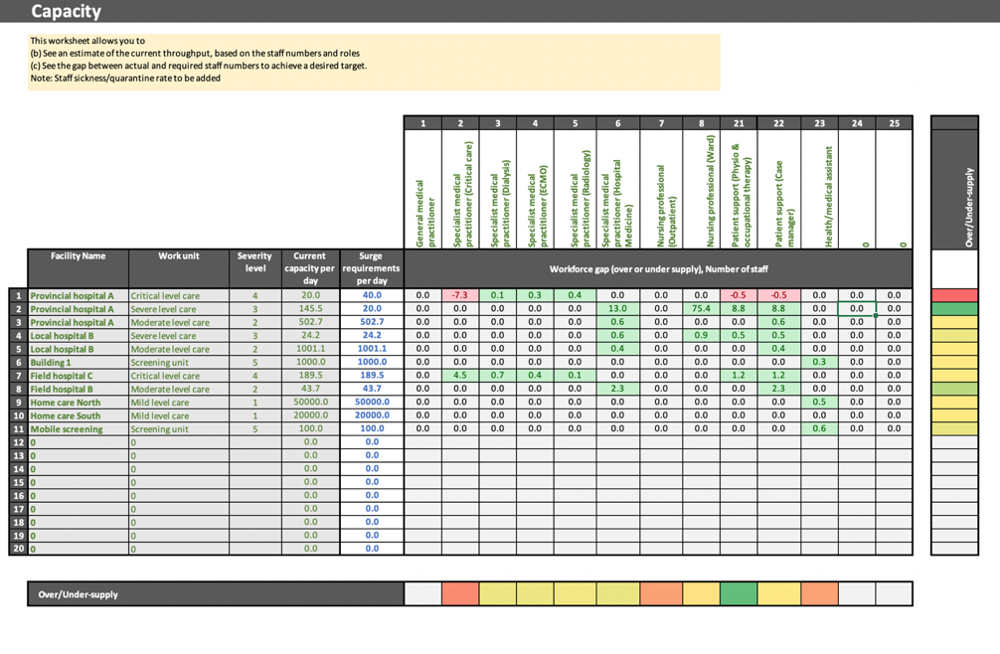 Capacity
This worksheet allows you to
(b) See an estimate of the current throughput, based on the staff numbers and roles
(c) See the gap between actual and required staff numbers to achieve a desired target.
Note: Staff sickness/quarantine rate to be added
1 2 3 4 5 6 7 8 21 22 23 24 25
General medical
practitioner
Specialist medical
practitioner (Critical care)
Specialist medical
practitioner (Dialysis)
Specialist medical
practitioner (ECMO)
Specialist medical
practitioner (Radiology)
Specialist medical
practitioner (Hospital
Medicine)
Nursing professional
(Outpatient)
Nursing professional (Ward)
Patient support (Physio &
occupational therapy)
Patient support (Case
manager)
Health/medical assistant
0
0
Over/Under-supply
Facility Name Work unit Severity level Current capacity per day Surge requirements per day Workforce gap (over or under supply), Number of staff
1 Provincial hospital A Critical level care 4 20.0 40.0 0.0 -7.3 0.1 0.3 0.4 0.0 0.0 0.0 -0.5 -0.5 0.0 0.0 0.0
2 Provincial hospital A Severe level care 3 145.5 20.0 0.0 0.0 0.0 0.0 0.0 13.0 0.0 75.4 8.8 8.8 0.0 0.0 0.0
3 Provincial hospital A Moderate level care 2 502.7 502.7 0.0 0.0 0.0 0.0 0.0 0.6 0.0 0.0 0.0 0.6 0.0 0.0 0.0
4 Local hospital B Severe level care 3 24.2 24.2 0.0 0.0 0.0 0.0 0.0 0.6 0.0 0.9 0.5 0.5 0.0 0.0 0.0
5 Local hospital B Moderate level care 2 1001.1 1001.1 0.0 0.0 0.0 0.0 0.0 0.4 0.0 0.0 0.0 0.4 0.0 0.0 0.0
6 Building 1 Screening unit 5 1000.0 1000.0 0.0 0.0 0.0 0.0 0.0 0.0 0.0 0.0 0.0 0.0 0.3 0.0 0.0
7 Field hospital C Critical level care 4 189.5 189.5 0.0 4.5 0.7 0.4 0.1 0.0 0.0 0.0 1.2 1.2 0.0 0.0 0.0
8 Field hospital B Moderate level care 2 43.7 43.7 0.0 0.0 0.0 0.0 0.0 2.3 0.0 0.0 0.0 2.3 0.0 0.0 0.0
9 Home care North Mild level care 1 50000.0 50000.0 0.0 0.0 0.0 0.0 0.0 0.0 0.0 0.0 0.0 0.0 0.5 0.0 0.0
10 Home care South Mild level care 1 20000.0 20000.0 0.0 0.0 0.0 0.0 0.0 0.0 0.0 0.0 0.0 0.0 0.0 0.0 0.0
11 Mobile screening Screening unit 5 100.0 100.0 0.0 0.0 0.0 0.0 0.0 0.0 0.0 0.0 0.0 0.0 0.6 0.0 0.0
12 0 0 0.0 0.0
13 0 0 0.0 0.0
14 0 0 0.0 0.0
15 0 0 0.0 0.0
16 0 0 0.0 0.0
17 0 0 0.0 0.0
18 0 0 0.0 0.0
19 0 0 0.0 0.0
20 0 0 0.0 0.0
Over/Under-supply